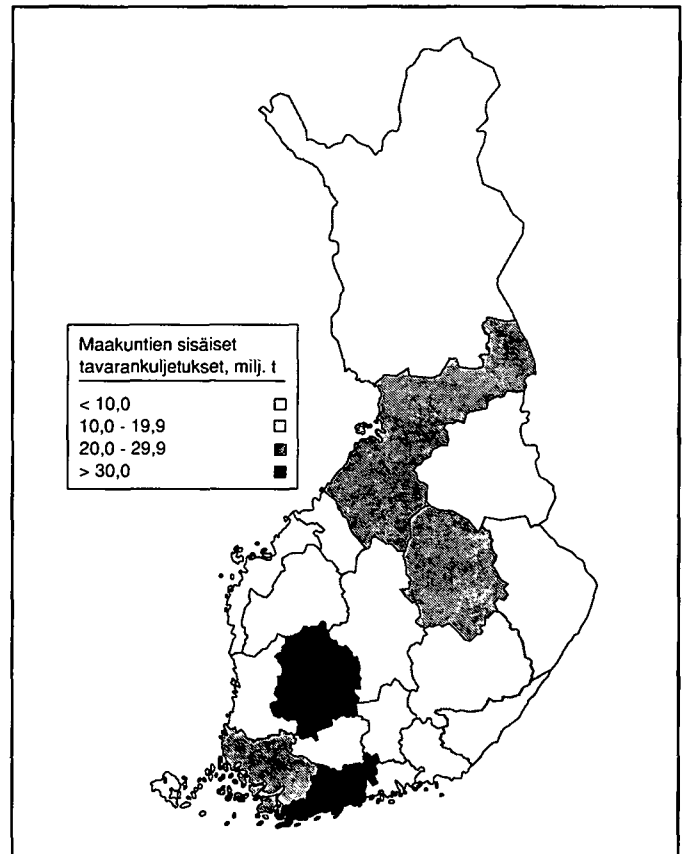 Maakuntien sisäiset
tavarankuljetukset, milj. t
< 10,0
10,0 - 19,9
20,0 - 29,9
> 30,0